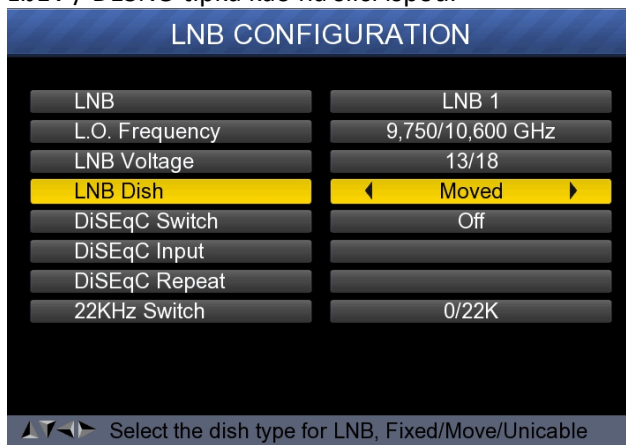 LNB CONFIGURATION
LNB LNB 1
L.O. Frequency 9,750/10,600 GHz
LNB Voltage 13/18
LNB Dish Moved
DiSEqC Switch Off
DiSEqC Input
DiSEqC Repeat
22KHz Switch 0/22K
Select the dish type for LNB, Fixed/Move/Unicable